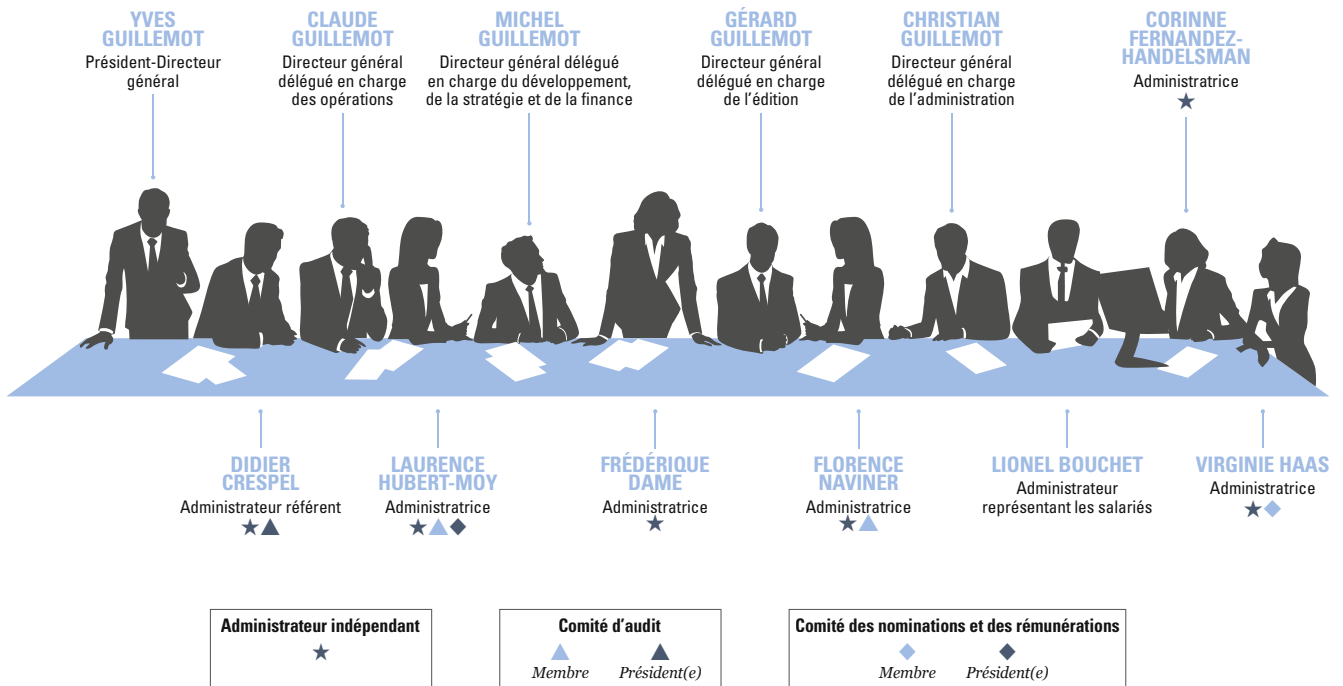 YVES
GUILLEMOT
Président-Directeur
général
CLAUDE
GUILLEMOT
Directeur général
délégué en charge
des opérations
MICHEL
GUILLEMOT
Directeur général délégué
en charge du développement,
de la stratégie et de la finance
GÉRARD
GUILLEMOT
Directeur général
délégué en charge
de l'édition
CHRISTIAN
GUILLEMOT
Directeur général
délégué en charge
de l'administration
CORINNE
FERNANDEZ-
HANDELSMAN
Administratrice
DIDIER
CRESPEL
Administrateur référent
LAURENCE
HUBERT-MOY
Administratrice
FRÉDÉRIQUE
DAME
Administratrice
FLORENCE
NAVINER
Administratrice
LIONEL BOUCHET
Administrateur
représentant les salariés
VIRGINIE HAAS
Administratrice
Administrateur indépendant
Comité d'audit
Membre Président(e)
Comité des nominations et des rémunérations
Membre Président(e)